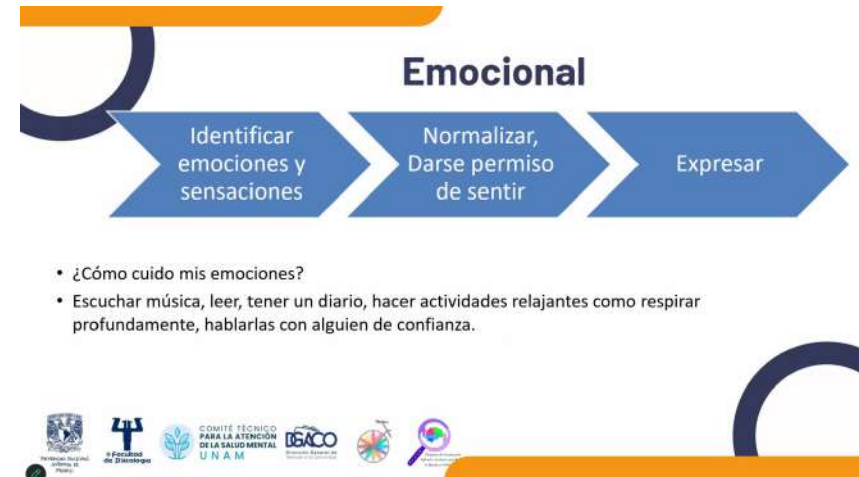 Emocional
Identificar
emociones y
sensaciones
Normalizar,
Darse permiso
de sentir
Expresar
• ¿Cómo cuido mis emociones?
• Escuchar música, leer, tener un diario, hacer actividades relajantes como respirar
profundamente, hablarlas con alguien de confianza.
Facultad
de Psicología
COMITÉ TÉCNICO
PARA LA ATENCIÓN
DE LA SALUD MENTAL
UNAM
DGACO